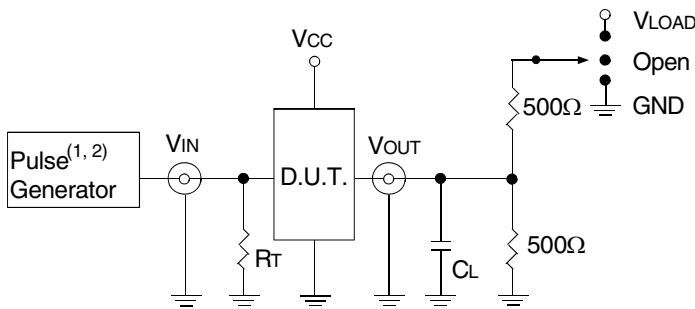 VLOAD
VCC
Open
500Ω
GND
VIN
VOUT
Pulse(1, 2)
Generator
D.U.T.
RT
CL
500Ω